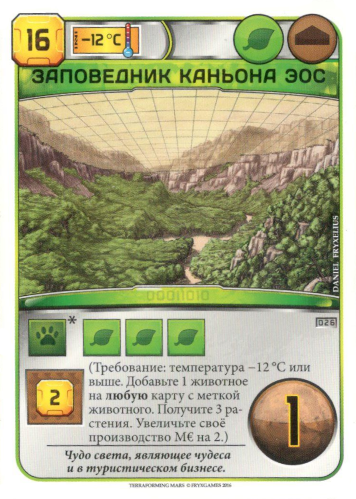 16
-12 °C
ЗАПОВЕДНИК КАНЬОНА ЭОС
DANIEL FRYXELIUS
026
*
2
(Требование: температура –12 °C или
выше. Добавьте 1 животное
на любую карту с меткой
животного. Получите 3 ра-
стения. Увеличьте своё
производство М€ на 2.)
1
Чудо света, являющее чудеса
и в туристическом бизнесе.
TERRAFORMING MARS © FRYXGAMES 2016